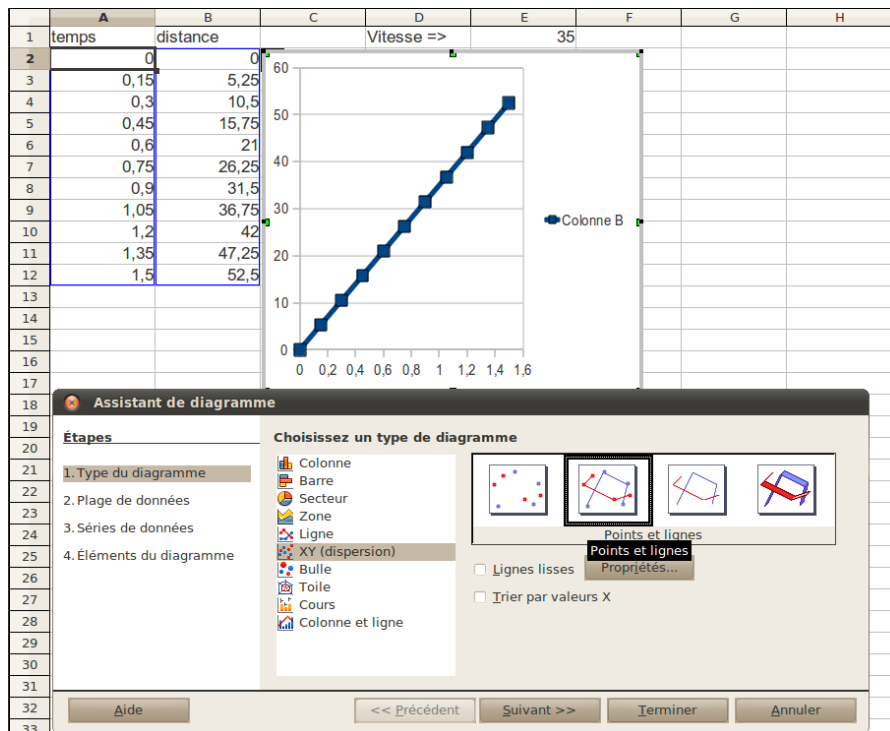 A B C D E F G H
1 temps distance Vitesse => 35
2 0 0
3 0,15 5,25
4 0,3 10,5
5 0,45 15,75
6 0,6 21
7 0,75 26,25
8 0,9 31,5
9 1,05 36,75
10 1,2 42
11 1,35 47,25
12 1,5 52,5
13
14
15
16
17
18
19
20
21
22
23
24
25
26
27
28
29
30
31
32
33
60
50
40
30
20
10
0
0 0,2 0,4 0,6 0,8 1 1,2 1,4 1,6
Colonne B
Assistant de diagramme
Étapes
1. Type du diagramme
2. Plage de données
3. Séries de données
4. Éléments du diagramme
Choisissez un type de diagramme
Colonne
Barre
Secteur
Zone
Ligne
XY (dispersion)
Bulle
Toile
Cours
Colonne et ligne
Points et lignes
Points et lignes
Lignes lisses
Propriétés...
Trier par valeurs X
Aide << Précédent Suivant >> Terminer Annuler